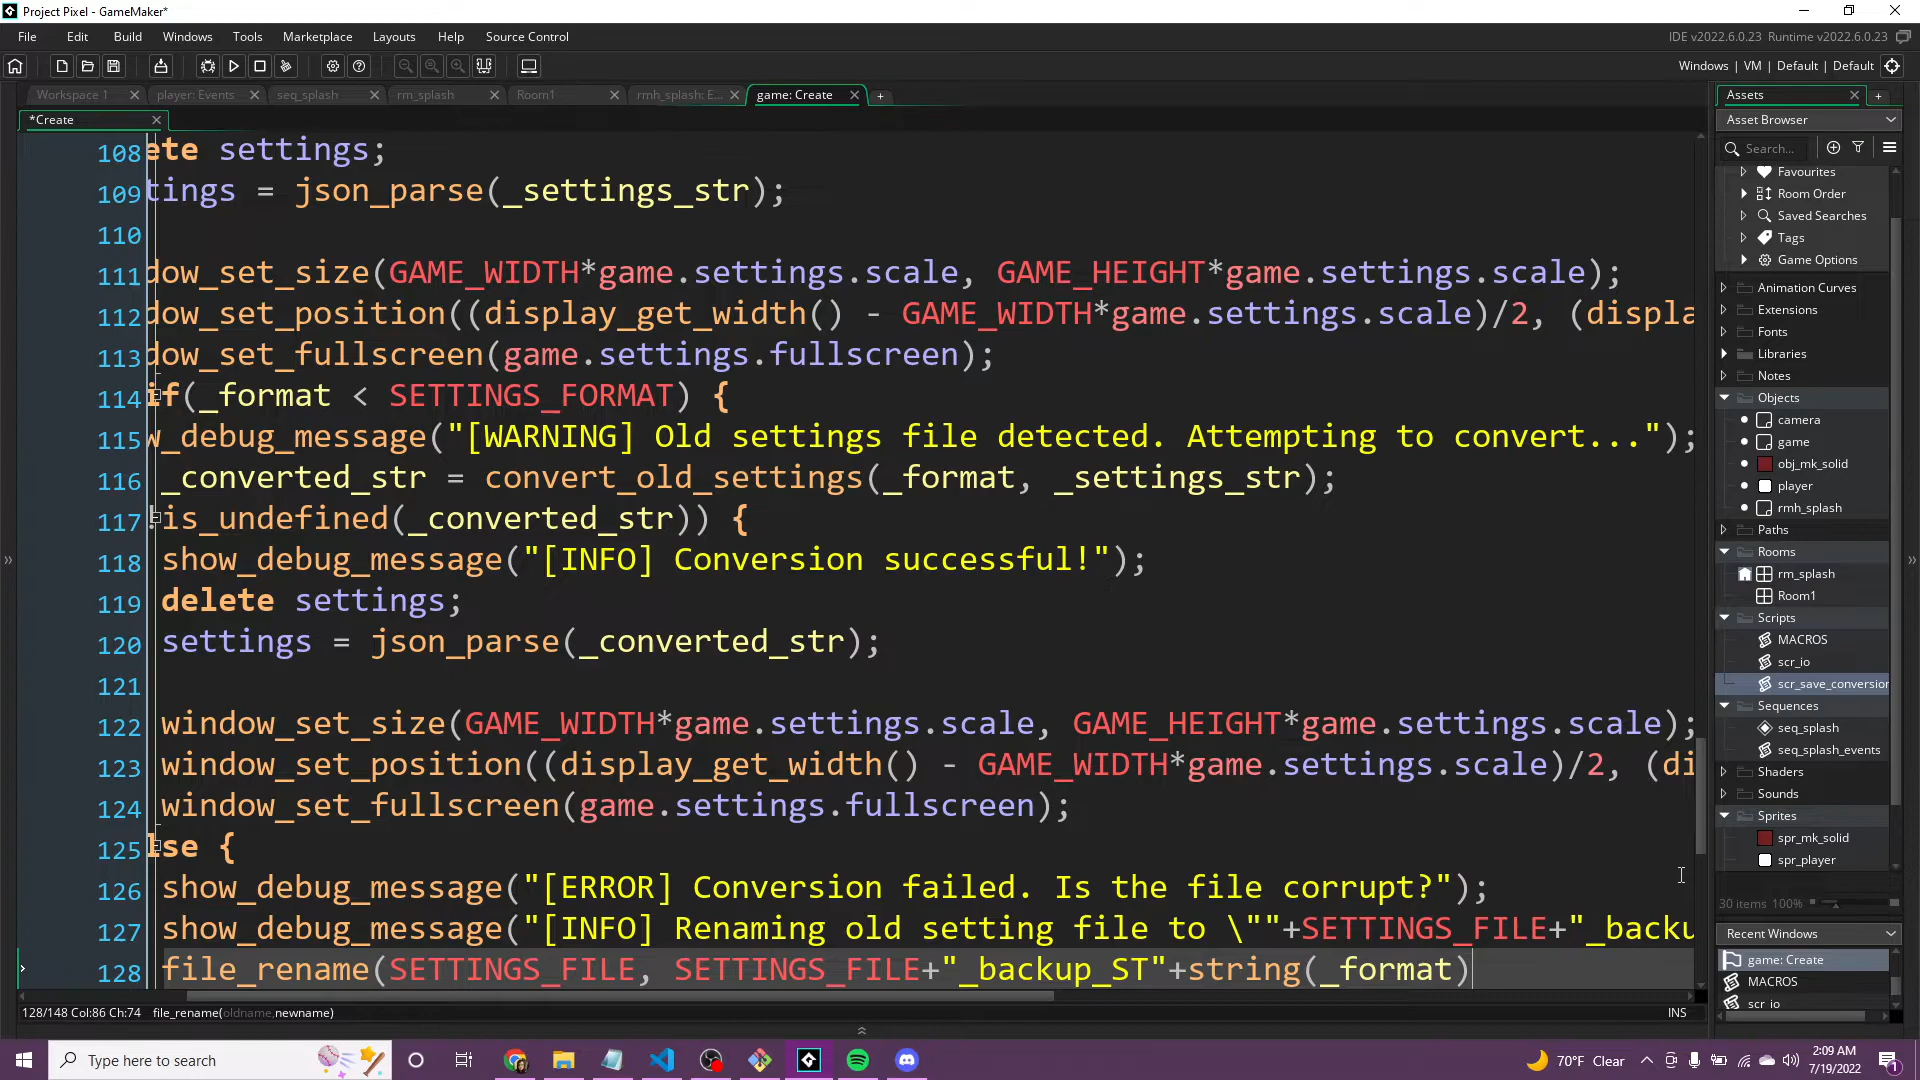 Project Pixel - GameMaker*
File Edit Build Windows Tools Marketplace Layouts Help Source Control
IDE v2022.6.0.23 Runtime v2022.6.0.23
Windows | VM | Default | Default
Workspace 1 player: Events seq_splash rm_splash Room1 rmh_splash: E... game: Create
Assets
*Create
Asset Browser
Search...
108 ete settings;
109 tings = json_parse(_settings_str);
110
111 dow_set_size(GAME_WIDTH*game.settings.scale, GAME_HEIGHT*game.settings.scale);
112 dow_set_position((display_get_width() - GAME_WIDTH*game.settings.scale)/2, (displa
113 dow_set_fullscreen(game.settings.fullscreen);
114 if(_format < SETTINGS_FORMAT) {
115 w_debug_message("[WARNING] Old settings file detected. Attempting to convert...");
116 _converted_str = convert_old_settings(_format, _settings_str);
117 !is_undefined(_converted_str)) {
118 show_debug_message("[INFO] Conversion successful!");
119 delete settings;
120 settings = json_parse(_converted_str);
121
122 window_set_size(GAME_WIDTH*game.settings.scale, GAME_HEIGHT*game.settings.scale);
123 window_set_position((display_get_width() - GAME_WIDTH*game.settings.scale)/2, (di
124 window_set_fullscreen(game.settings.fullscreen);
125 lse {
126 show_debug_message("[ERROR] Conversion failed. Is the file corrupt?");
127 show_debug_message("[INFO] Renaming old setting file to \""+SETTINGS_FILE+"_backu
128 file_rename(SETTINGS_FILE, SETTINGS_FILE+"_backup_ST"+string(_format)
Favourites
Room Order
Saved Searches
Tags
Game Options
Animation Curves
Extensions
Fonts
Libraries
Notes
Objects
camera
game
obj_mk_solid
player
rmh_splash
Paths
Rooms
rm_splash
Room1
Scripts
MACROS
scr_io
scr_save_conversion
Sequences
seq_splash
seq_splash_events
Shaders
Sounds
Sprites
spr_mk_solid
spr_player
30 items 100%
Recent Windows
game: Create
MACROS
scr_io
128/148 Col:86 Ch:74 file_rename(oldname,newname)
INS
Type here to search
70°F Clear
2:09 AM
7/19/2022
1